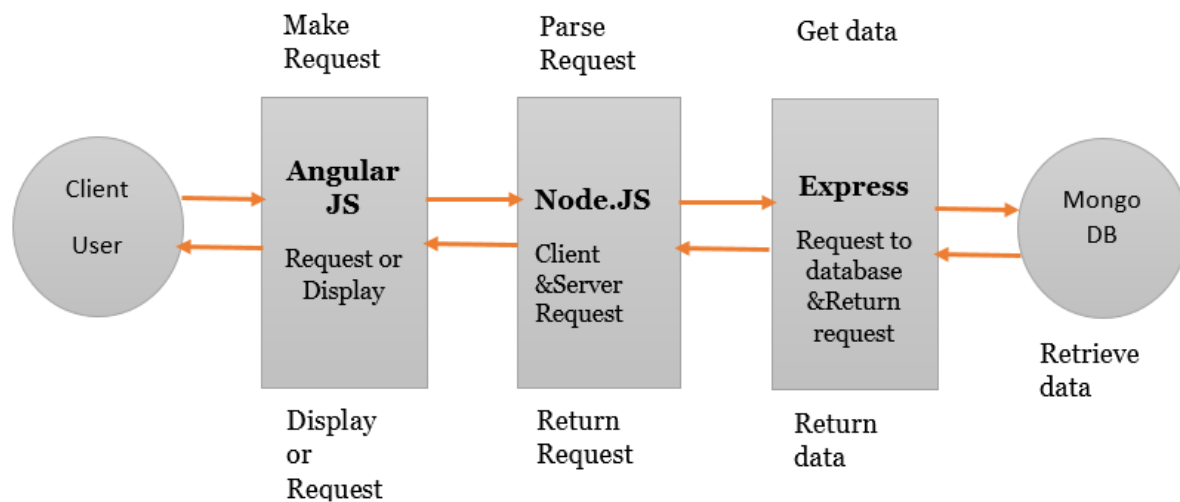 Make
Request
Parse
Request
Get data
Client
User
Angular
JS
Request or
Display
Node.JS
Client
&Server
Request
Express
Request to
database
&Return
request
Mongo
DB
Display
or
Request
Return
Request
Return
data
Retrieve
data